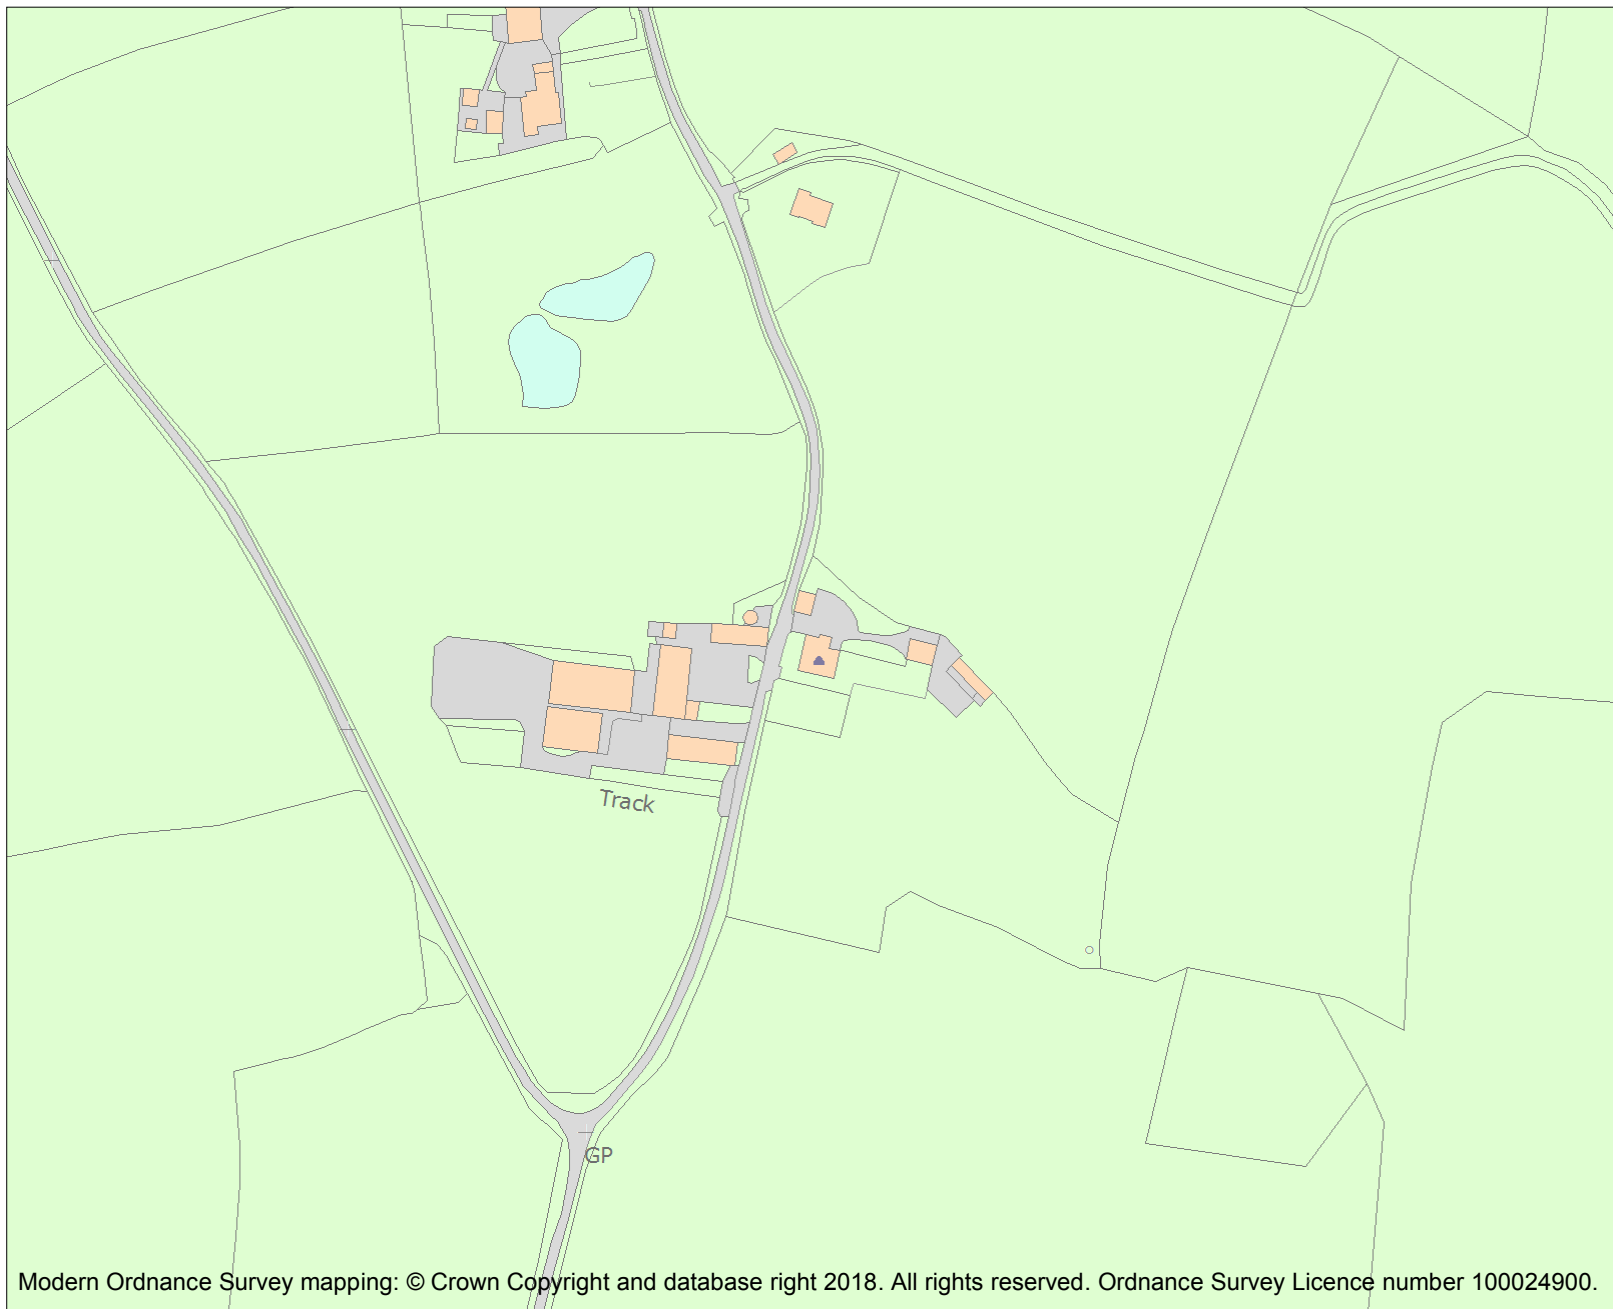 Track
GP
Modern Ordnance Survey mapping: © Crown Copyright and database right 2018. All rights reserved. Ordnance Survey Licence number 100024900.